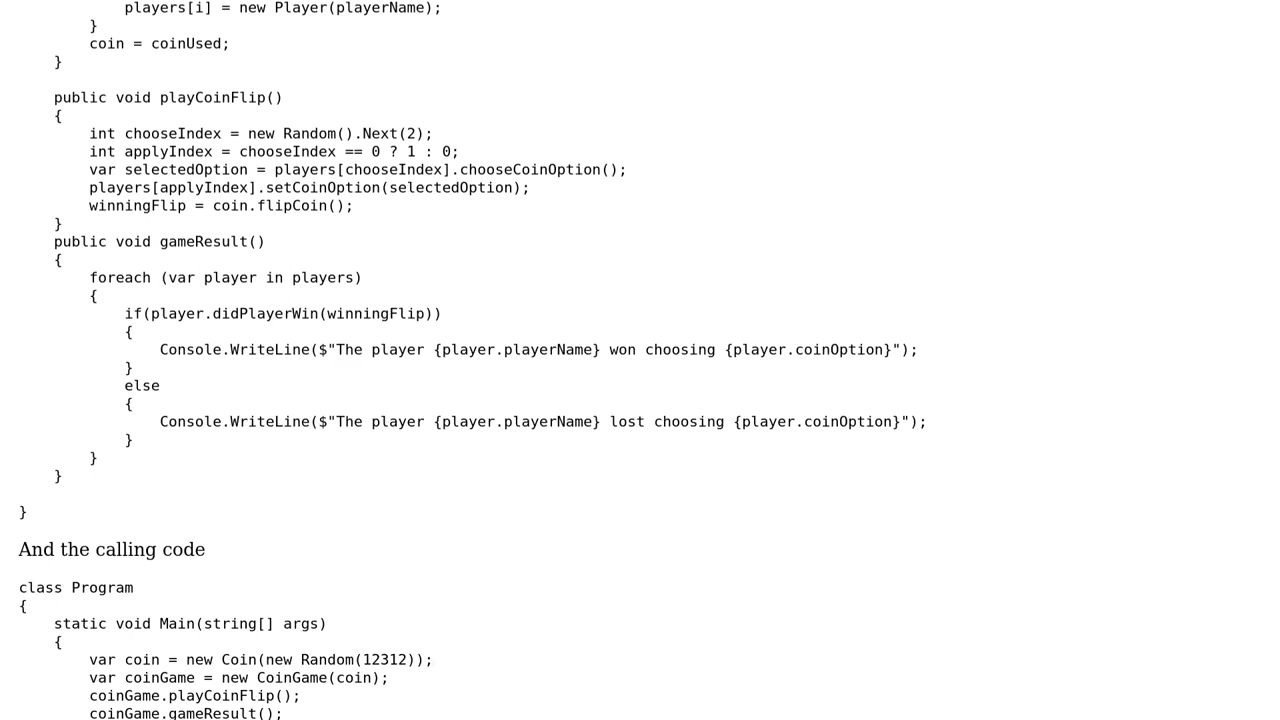 players[i] = new Player(playerName);
        }
        coin = coinUsed;
    }

    public void playCoinFlip()
    {
        int chooseIndex = new Random().Next(2);
        int applyIndex = chooseIndex == 0 ? 1 : 0;
        var selectedOption = players[chooseIndex].chooseCoinOption();
        players[applyIndex].setCoinOption(selectedOption);
        winningFlip = coin.flipCoin();
    }
    public void gameResult()
    {
        foreach (var player in players)
        {
            if(player.didPlayerWin(winningFlip))
            {
                Console.WriteLine($"The player {player.playerName} won choosing {player.coinOption}");
            }
            else
            {
                Console.WriteLine($"The player {player.playerName} lost choosing {player.coinOption}");
            }
        }
    }

}
And the calling code
class Program
{
    static void Main(string[] args)
    {
        var coin = new Coin(new Random(12312));
        var coinGame = new CoinGame(coin);
        coinGame.playCoinFlip();
        coinGame.gameResult();